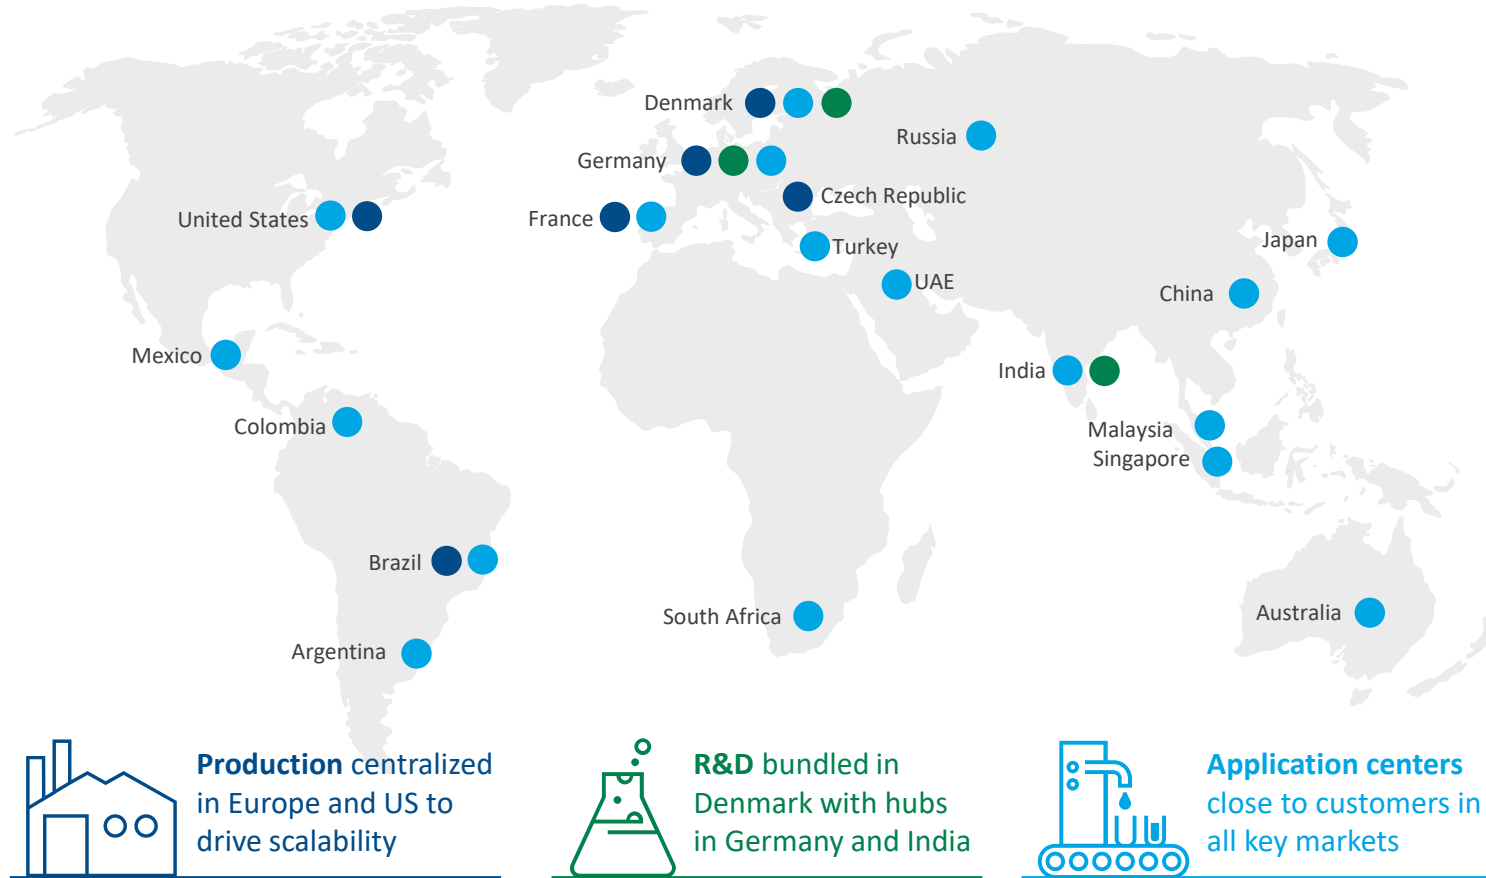 Denmark
Russia
Germany
Czech Republic
United States
France
Turkey
Japan
UAE
China
Mexico
India
Colombia
Malaysia
Singapore
Brazil
South Africa
Australia
Argentina
Production centralized
in Europe and US to
drive scalability
R&D bundled in
Denmark with hubs
in Germany and India
Application centers
close to customers in
all key markets